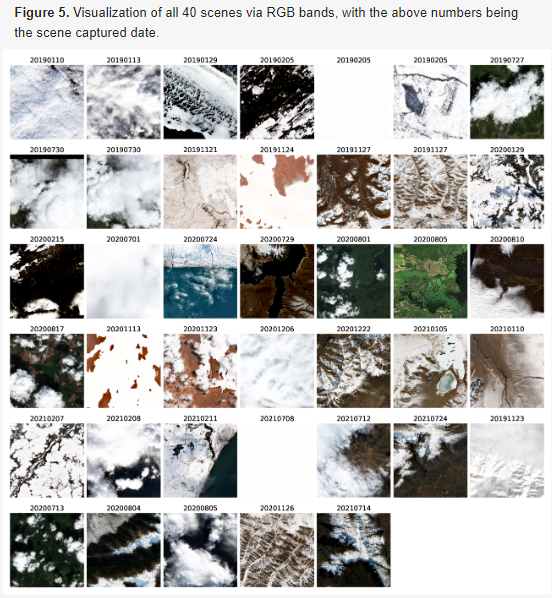 Figure 5. Visualization of all 40 scenes via RGB bands, with the above numbers being
the scene captured date.
20190110 20190113 20190129 20190205 20190205 20190205 20190727
20190730 20190730 20191121 20191124 20191127 20191127 20200129
20200215 20200701 20200724 20200729 20200801 20200805 20200810
20200817 20201113 20201123 20201206 20201222 20210105 20210110
20210207 20210208 20210211 20210708 20210712 20210724 20191123
20200713 20200804 20200805 20201126 20210714